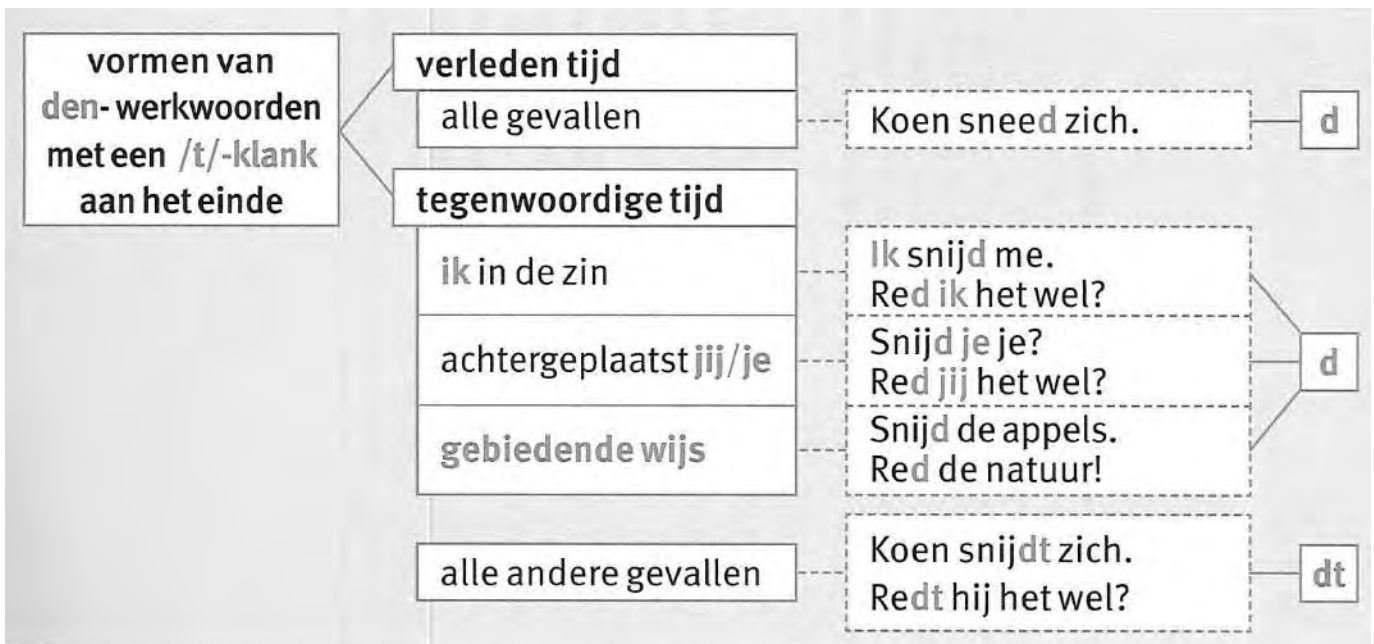 vormen van
den- werkwoorden
met een /t/-klank
aan het einde
verleden tijd
alle gevallen
Koen sneed zich.
d
tegenwoordige tijd
ik in de zin
Ik snijd me.
Red ik het wel?
achtergeplaatst jij/je
Snijd je je?
Red jij het wel?
d
gebiedende wijs
Snijd de appels.
Red de natuur!
alle andere gevallen
Koen snijdt zich.
Redt hij het wel?
dt